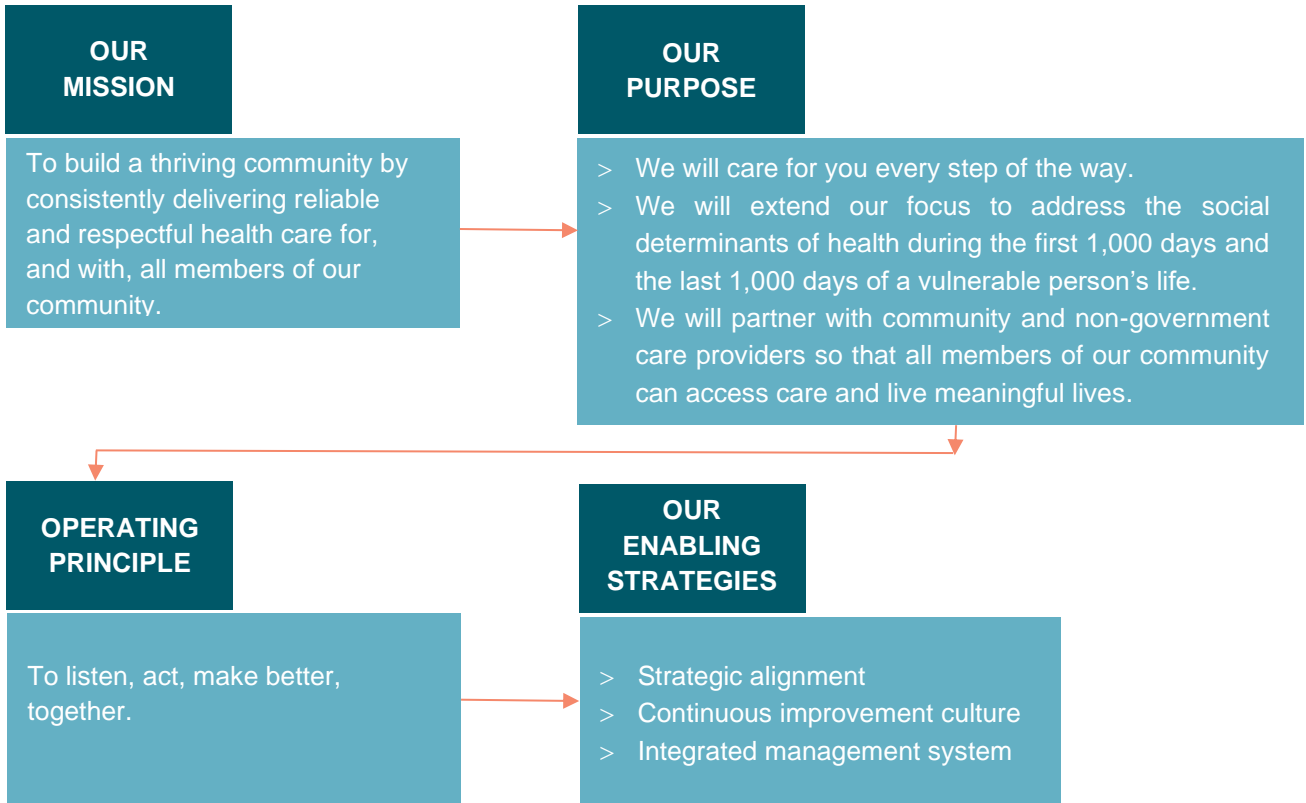 OUR
MISSION
To build a thriving community by
consistently delivering reliable
and respectful health care for,
and with, all members of our
community.
OUR
PURPOSE
> We will care for you every step of the way.
> We will extend our focus to address the social
determinants of health during the first 1,000 days and
the last 1,000 days of a vulnerable person’s life.
> We will partner with community and non-government
care providers so that all members of our community
can access care and live meaningful lives.
OPERATING
PRINCIPLE
To listen, act, make better,
together.
OUR
ENABLING
STRATEGIES
> Strategic alignment
> Continuous improvement culture
> Integrated management system